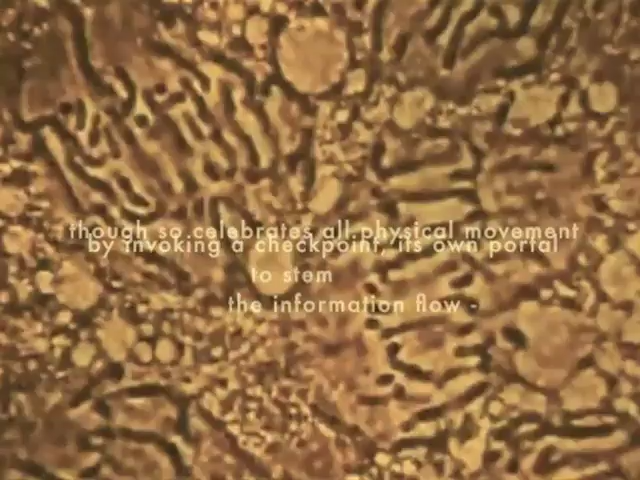 though so celebrates all physical movement
by invoking a checkpoint, its own portal
to stem
the information flow -